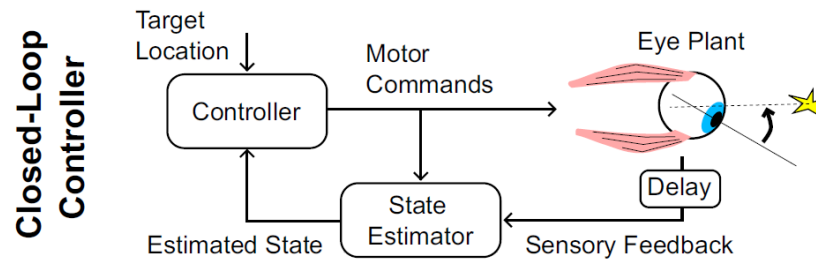 Closed-Loop
Controller
Target
Location
Controller
Motor
Commands
Eye Plant
Delay
State
Estimator
Estimated State
Sensory Feedback